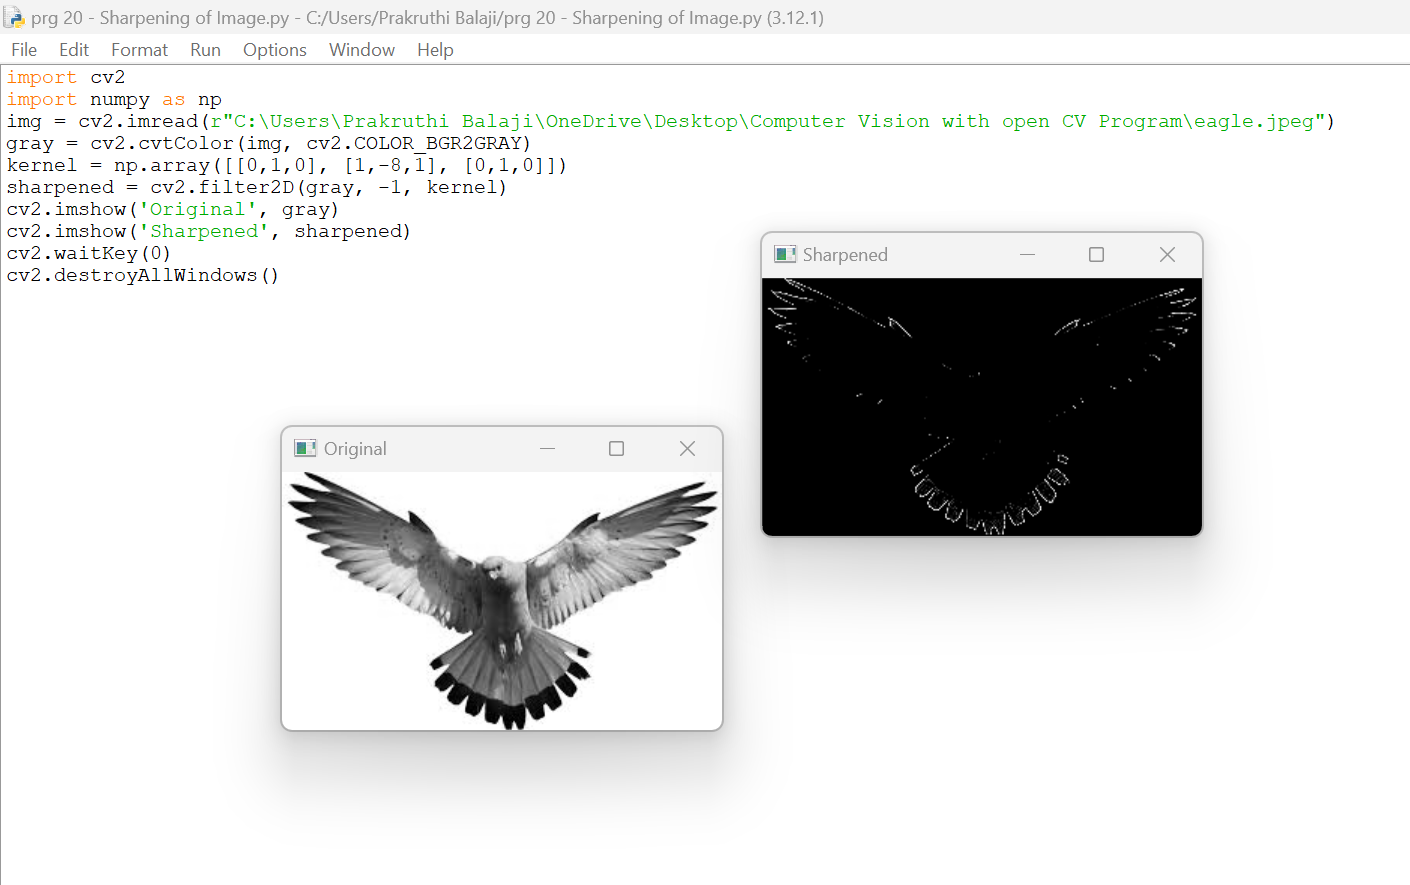 prg 20 - Sharpening of Image.py - C:/Users/Prakruthi Balaji/prg 20 - Sharpening of Image.py (3.12.1)
File Edit Format Run Options Window Help
import cv2
import numpy as np
img = cv2.imread(r"C:\Users\Prakruthi Balaji\OneDrive\Desktop\Computer Vision with open CV Program\eagle.jpeg")
gray = cv2.cvtColor(img, cv2.COLOR_BGR2GRAY)
kernel = np.array([[0,1,0], [1,-8,1], [0,1,0]])
sharpened = cv2.filter2D(gray, -1, kernel)
cv2.imshow('Original', gray)
cv2.imshow('Sharpened', sharpened)
cv2.waitKey(0)
cv2.destroyAllWindows()
Sharpened
Original